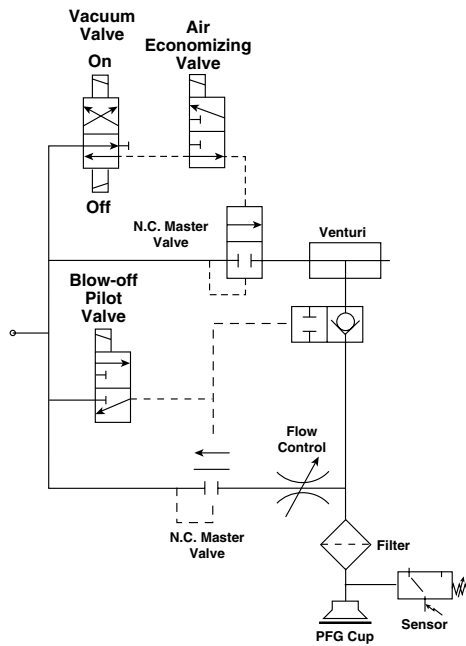 Vacuum
Valve
On
Air
Economizing
Valve
Off
N.C. Master
Valve
Venturi
Blow-off
Pilot
Valve
Flow
Control
N.C. Master
Valve
Filter
Sensor
PFG Cup